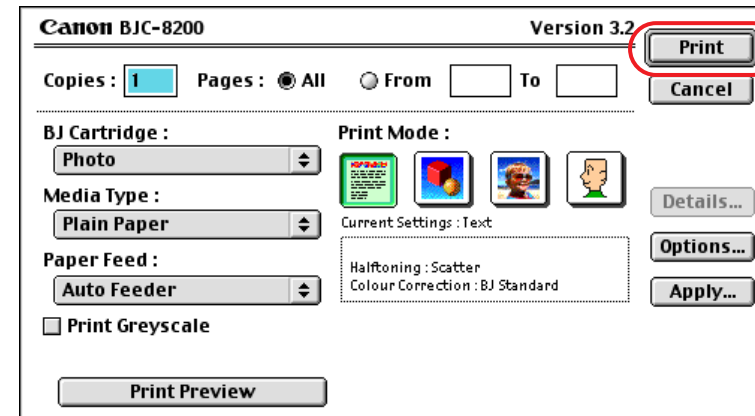 Canon BJC-8200 Version 3.2
Print
Copies : 1 Pages : All From To
Cancel
BJ Cartridge : Print Mode :
Photo
Media Type :
Details...
Plain Paper
Current Settings : Text
Options...
Paper Feed :
Halftoning : Scatter
Auto Feeder
Colour Correction : BJ Standard
Apply...
Print Greyscale
Print Preview